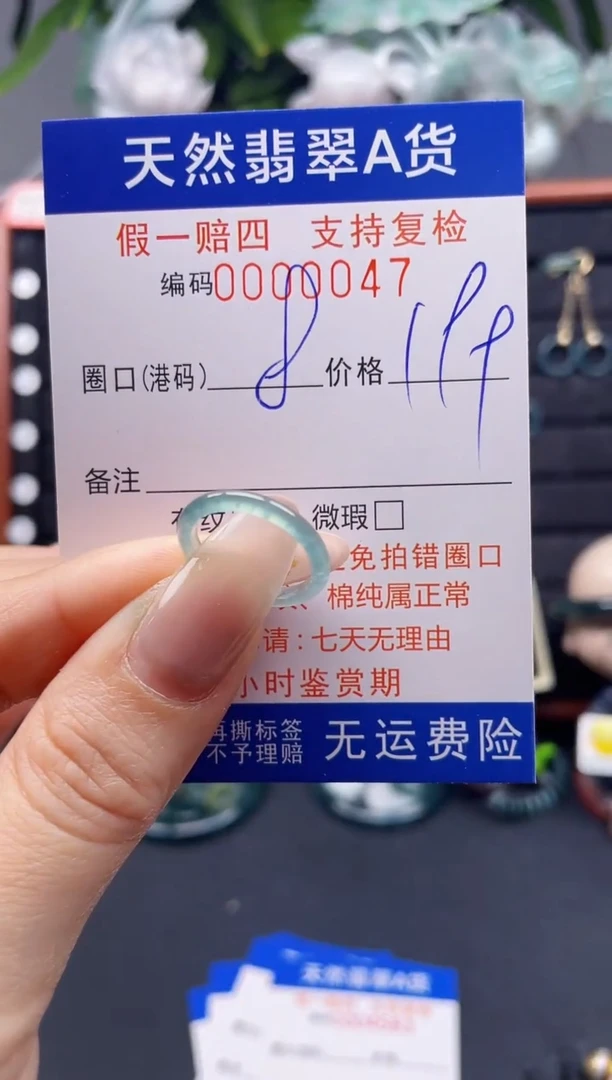 天然翡翠A货
假一赔四 支持复检
编码0000047
圈口(港码) 8 价格
备注
纹 微瑕
免拍错圈口
、棉纯属正常
请:七天无理由
小时鉴赏期
再撕标签
不予理赔
无运费险
天然翡翠A货